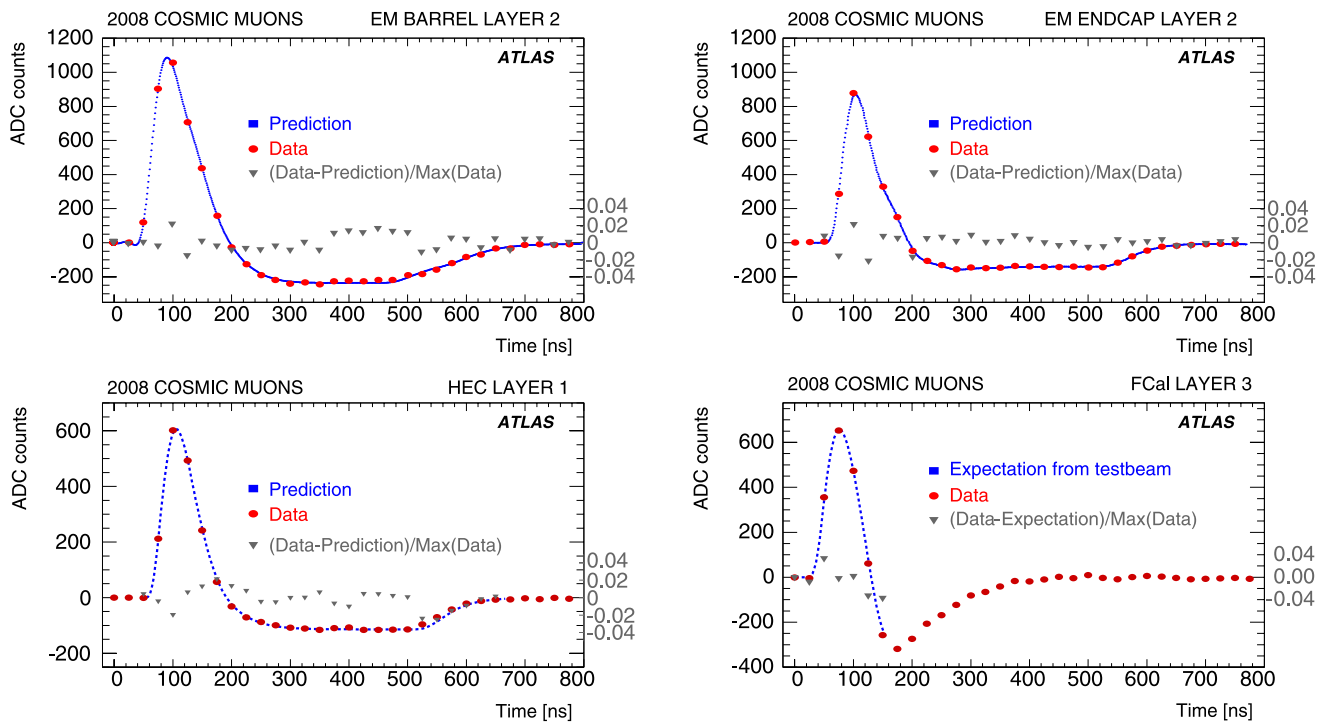 2008 COSMIC MUONS EM BARREL LAYER 2
ADC counts
1200
1000
800
600
400
200
0
-200
ATLAS
Prediction
Data
(Data-Prediction)/Max(Data)
0.04
0.02
0
-0.02
-0.04
0 100 200 300 400 500 600 700 800
Time [ns]
2008 COSMIC MUONS EM ENDCAP LAYER 2
ADC counts
1200
1000
800
600
400
200
0
-200
ATLAS
Prediction
Data
(Data-Prediction)/Max(Data)
0.04
0.02
0
-0.02
-0.04
0 100 200 300 400 500 600 700 800
Time [ns]
2008 COSMIC MUONS HEC LAYER 1
ADC counts
600
400
200
0
-200
ATLAS
Prediction
Data
(Data-Prediction)/Max(Data)
0.04
0.02
0
-0.02
-0.04
0 100 200 300 400 500 600 700 800
Time [ns]
2008 COSMIC MUONS FCal LAYER 3
ADC counts
600
400
200
0
-200
-400
ATLAS
Expectation from testbeam
Data
(Data-Expectation)/Max(Data)
0.04
0.00
-0.04
0 100 200 300 400 500 600 700 800
Time [ns]